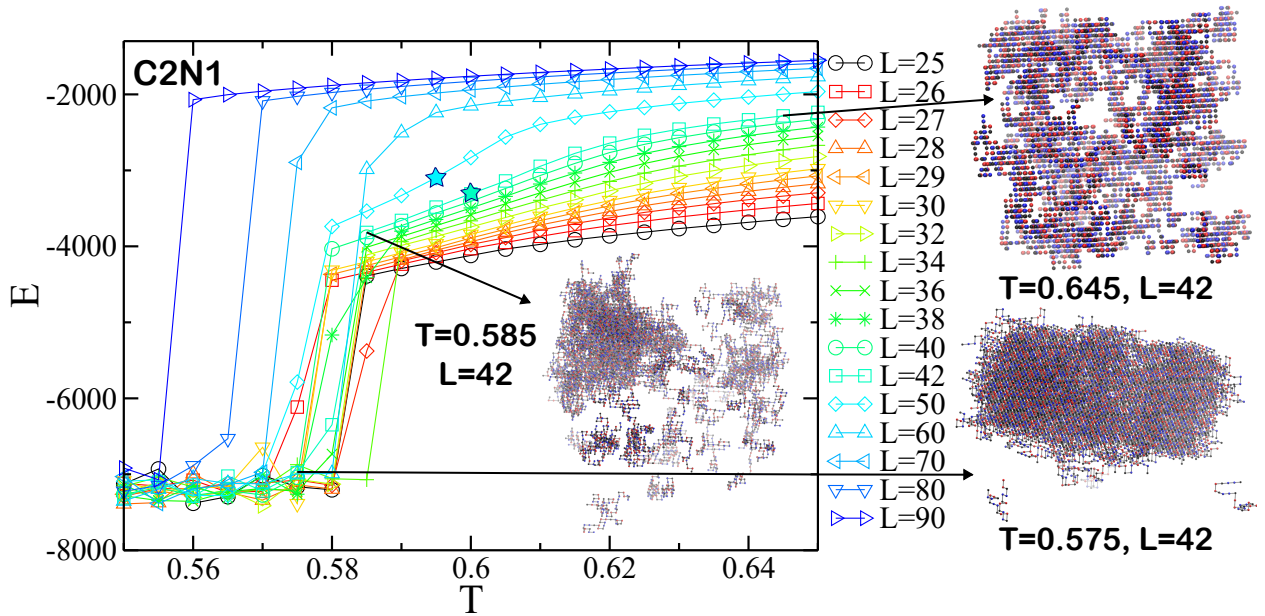 C2N1
E
-2000
-4000
-6000
-8000
0.56
0.58
0.6
0.62
0.64
T
T=0.585
L=42
L=25
L=26
L=27
L=28
L=29
L=30
L=32
L=34
L=36
L=38
L=40
L=42
L=50
L=60
L=70
L=80
L=90
T=0.645, L=42
T=0.575, L=42